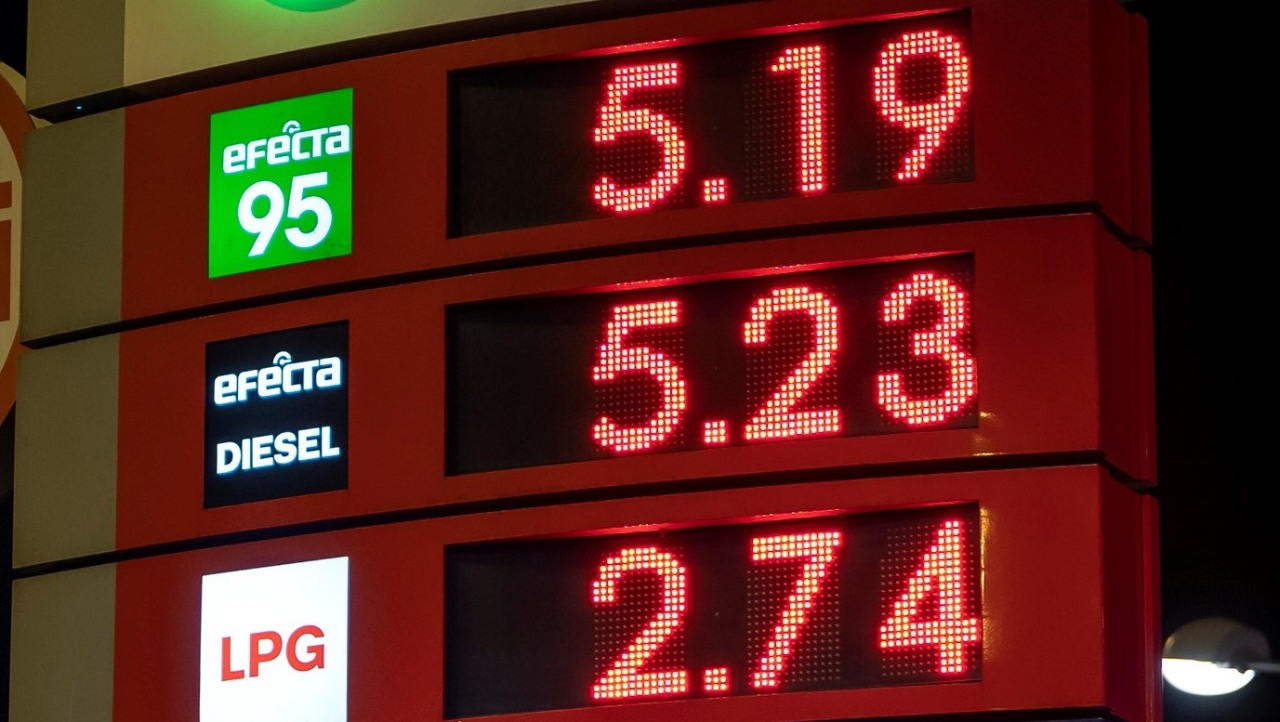 efecta
95
5.19
efecta
DIESEL
5.23
LPG
2.74